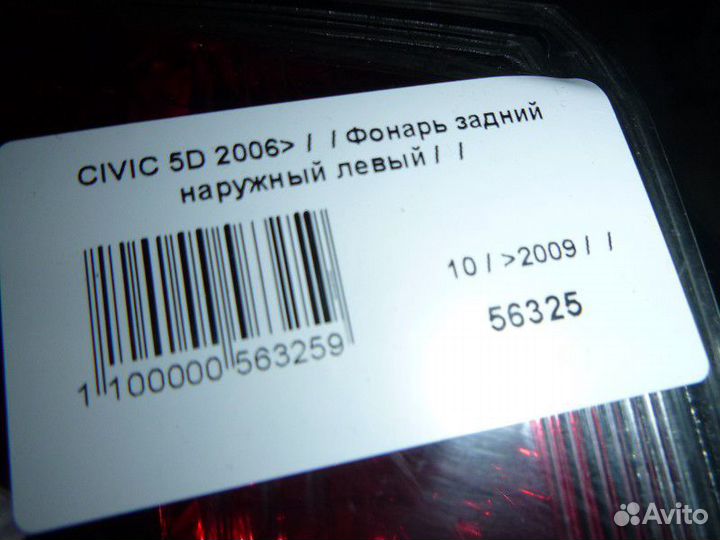 CIVIC 5D 2006> / / Фонарь задний
наружный левый / /
10 / >2009 / /
56325
1 100000 563259
Avito